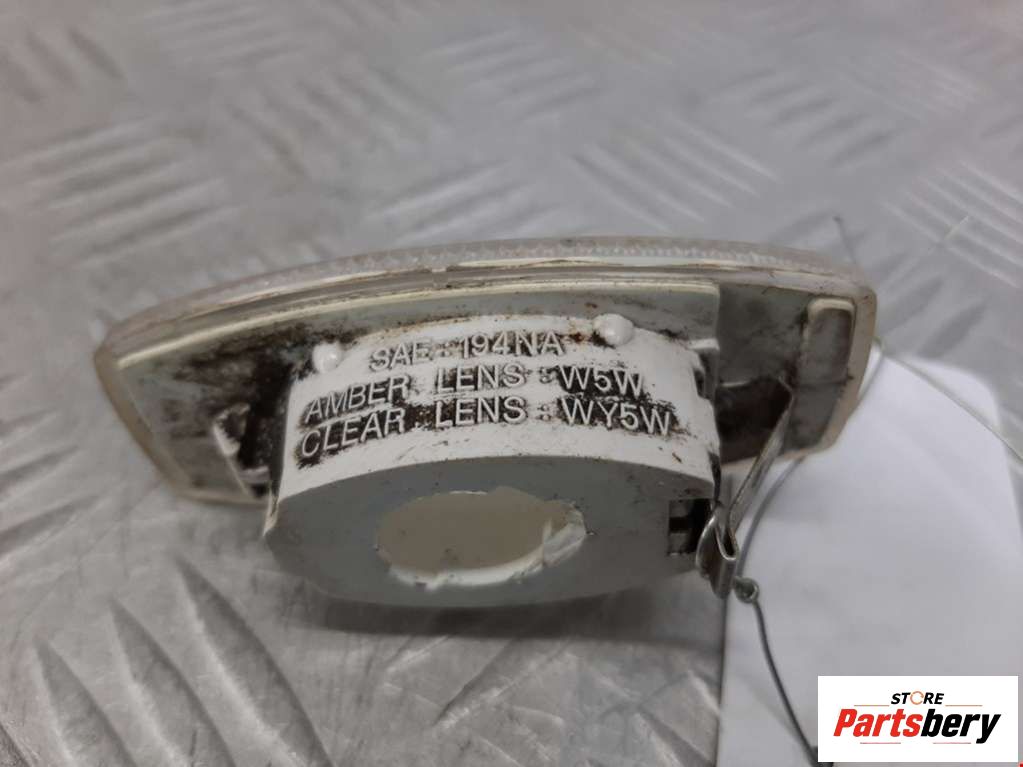 SAE - 194NA
AMBER LENS - W5W
CLEAR LENS - WY5W
STORE
Partsbery